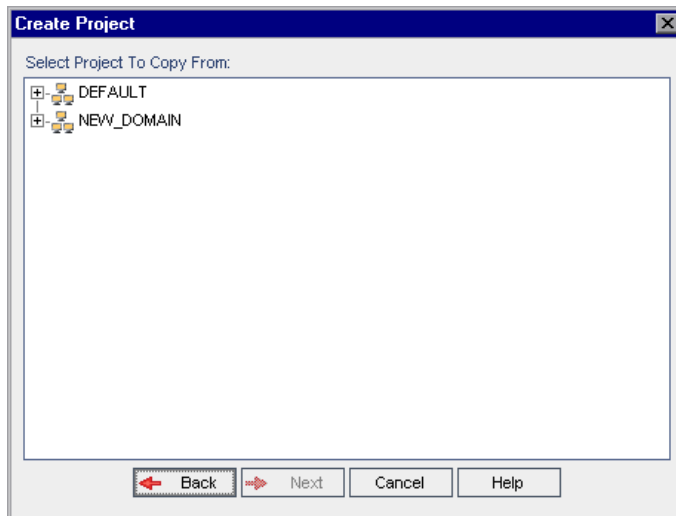 Create Project
Select Project To Copy From:
DEFAULT
NEW_DOMAIN
Back Next Cancel Help